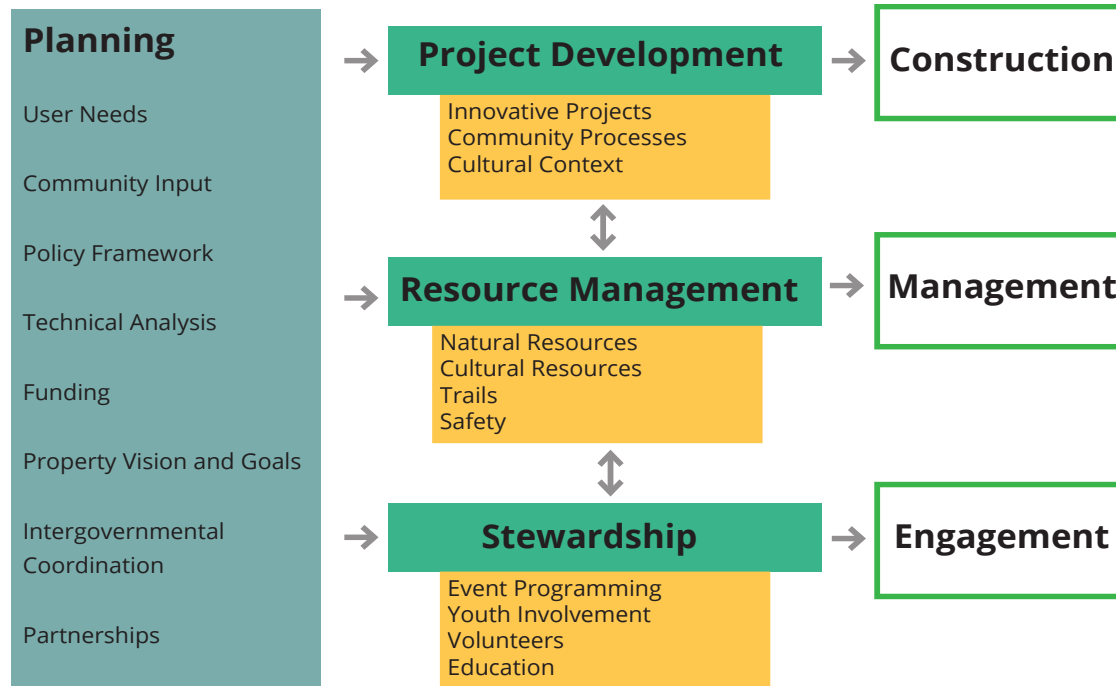 Planning
User Needs
Community Input
Policy Framework
Technical Analysis
Funding
Property Vision and Goals
Intergovernmental
Coordination
Partnerships
Project Development
Innovative Projects
Community Processes
Cultural Context
Construction
Resource Management
Natural Resources
Cultural Resources
Trails
Safety
Management
Stewardship
Event Programming
Youth Involvement
Volunteers
Education
Engagement